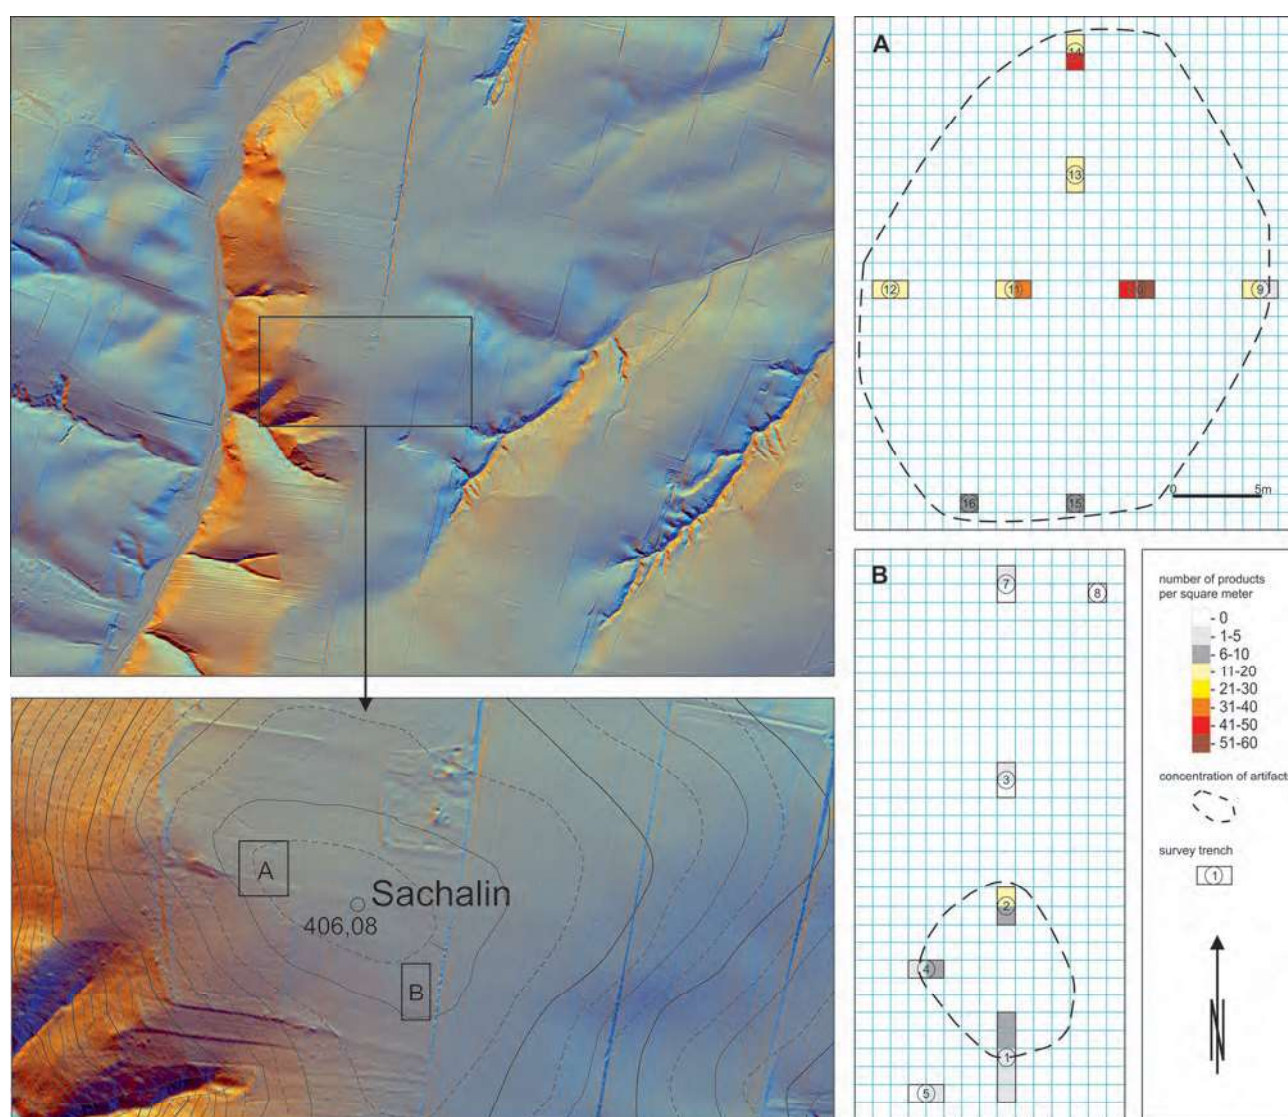 Sachalin
406,08
A
B
A
14
13
12
11
10
9
16
15
0
5m
B
7
8
3
2
4
1
5
number of products
per square meter
- 0
- 1-5
- 6-10
- 11-20
- 21-30
- 31-40
- 41-50
- 51-60
concentration of artifacts
survey trench
1
N